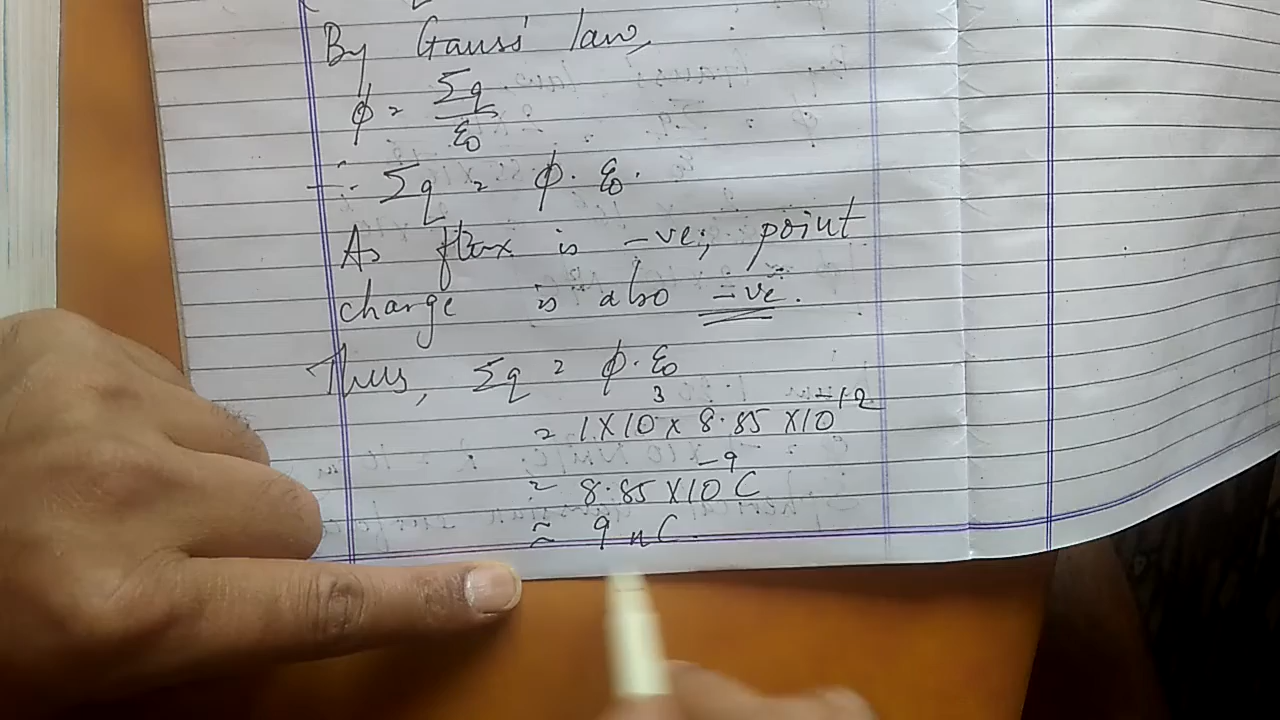 By Gauss' law,
φ = Σq / ε₀
∴ Σq = φ. ε₀.
As flux is -ve; point
charge is also -ve.
Thus, Σq = φ.ε₀
= 1 X 10³ x 8.85 X 10⁻¹²
= 8.85 X 10⁻⁹ C
≈ 9 nC.